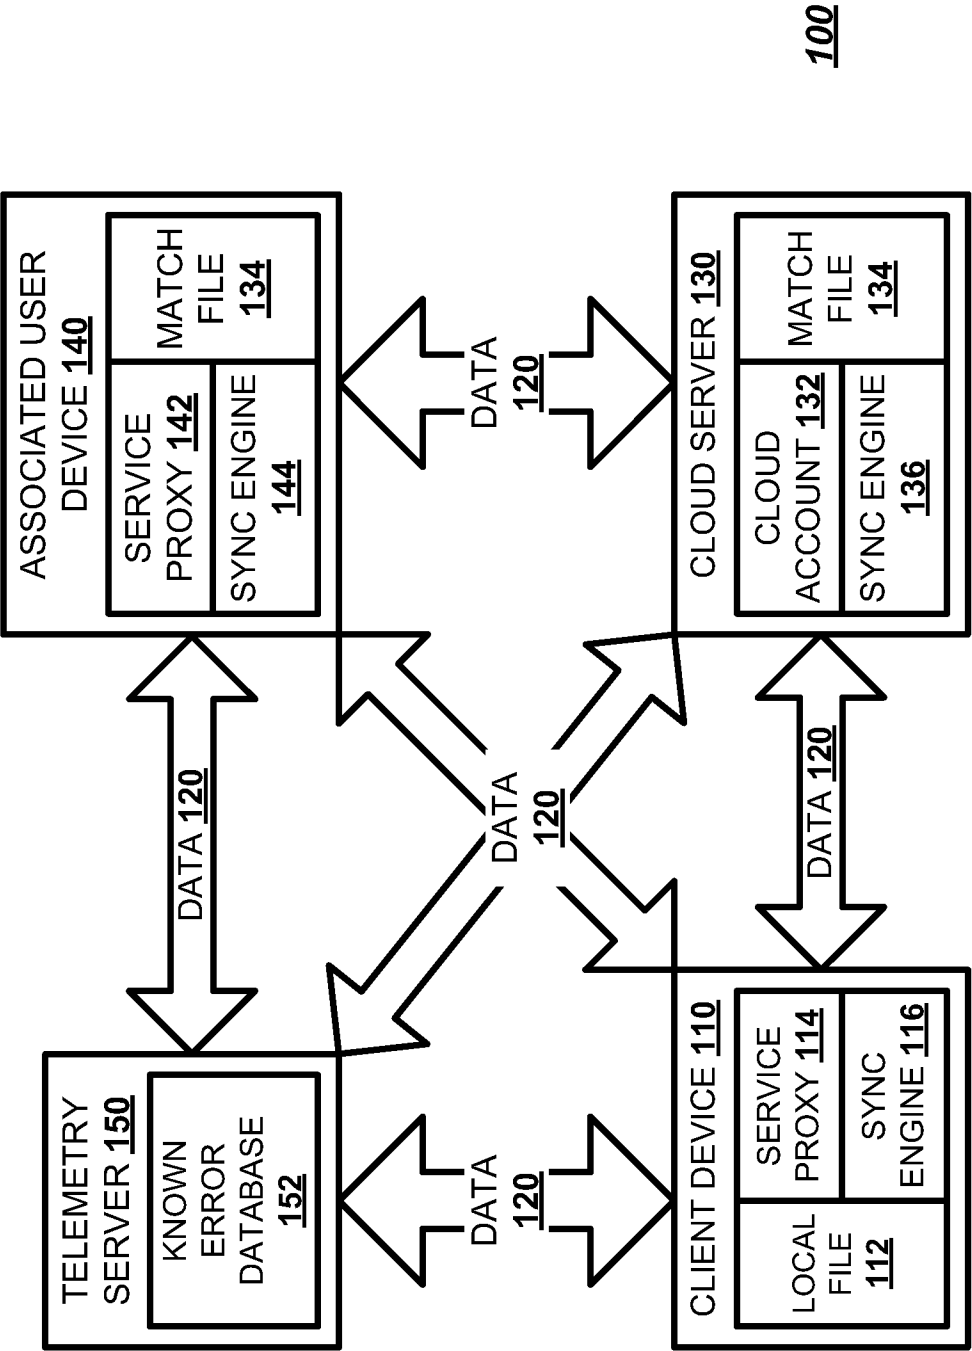 TELEMETRY
SERVER 150
KNOWN
ERROR
DATABASE
152
DATA 120
ASSOCIATED USER
DEVICE 140
SERVICE
PROXY 142
SYNC ENGINE
144
MATCH
FILE
134
DATA
120
DATA
120
DATA
120
CLIENT DEVICE 110
LOCAL
FILE
112
SERVICE
PROXY 114
SYNC
ENGINE 116
DATA 120
CLOUD SERVER 130
CLOUD
ACCOUNT 132
SYNC ENGINE
136
MATCH
FILE
134
100